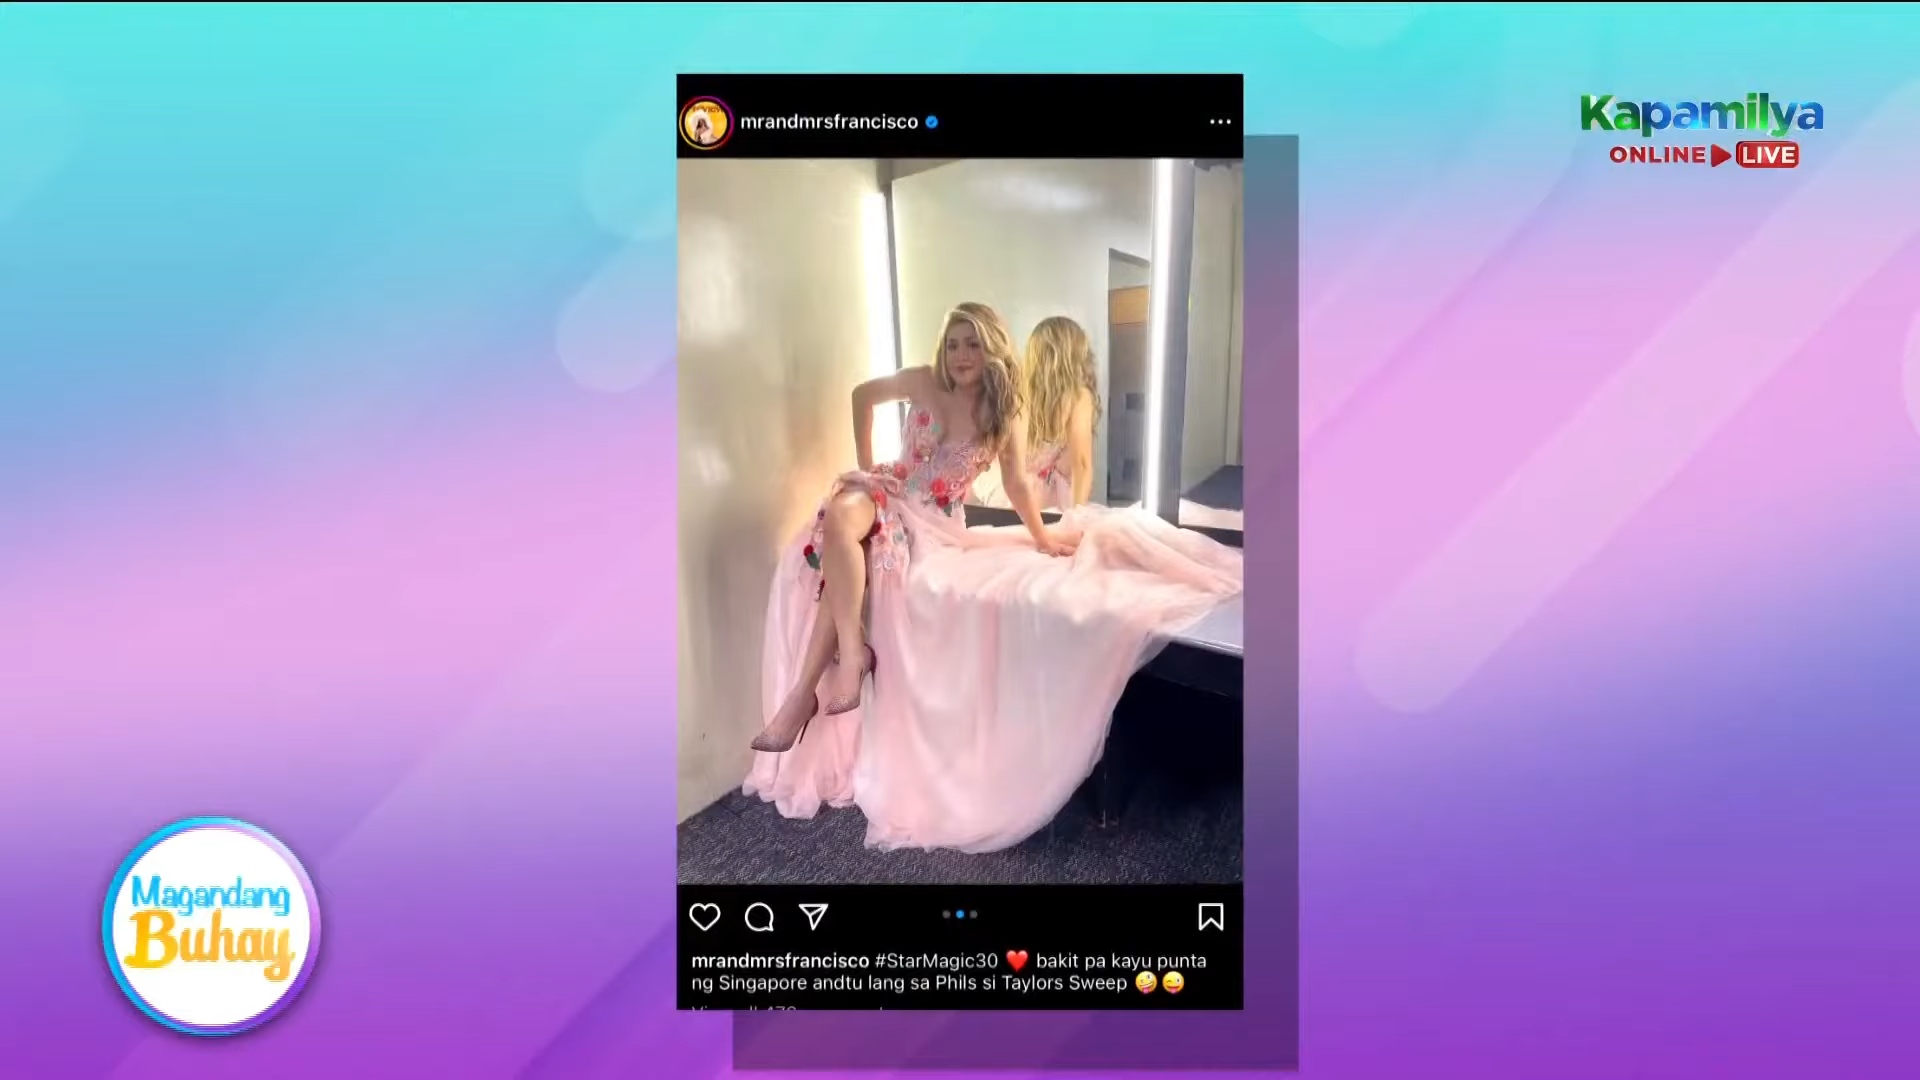 mrandmrsfrancisco
Kapamilya
ONLINE LIVE
Magandang
Buhay
mrandmrsfrancisco #StarMagic30 ❤️ bakit pa kayu punta
ng Singapore andtu lang sa Phils si Taylors Sweep 🤪😜